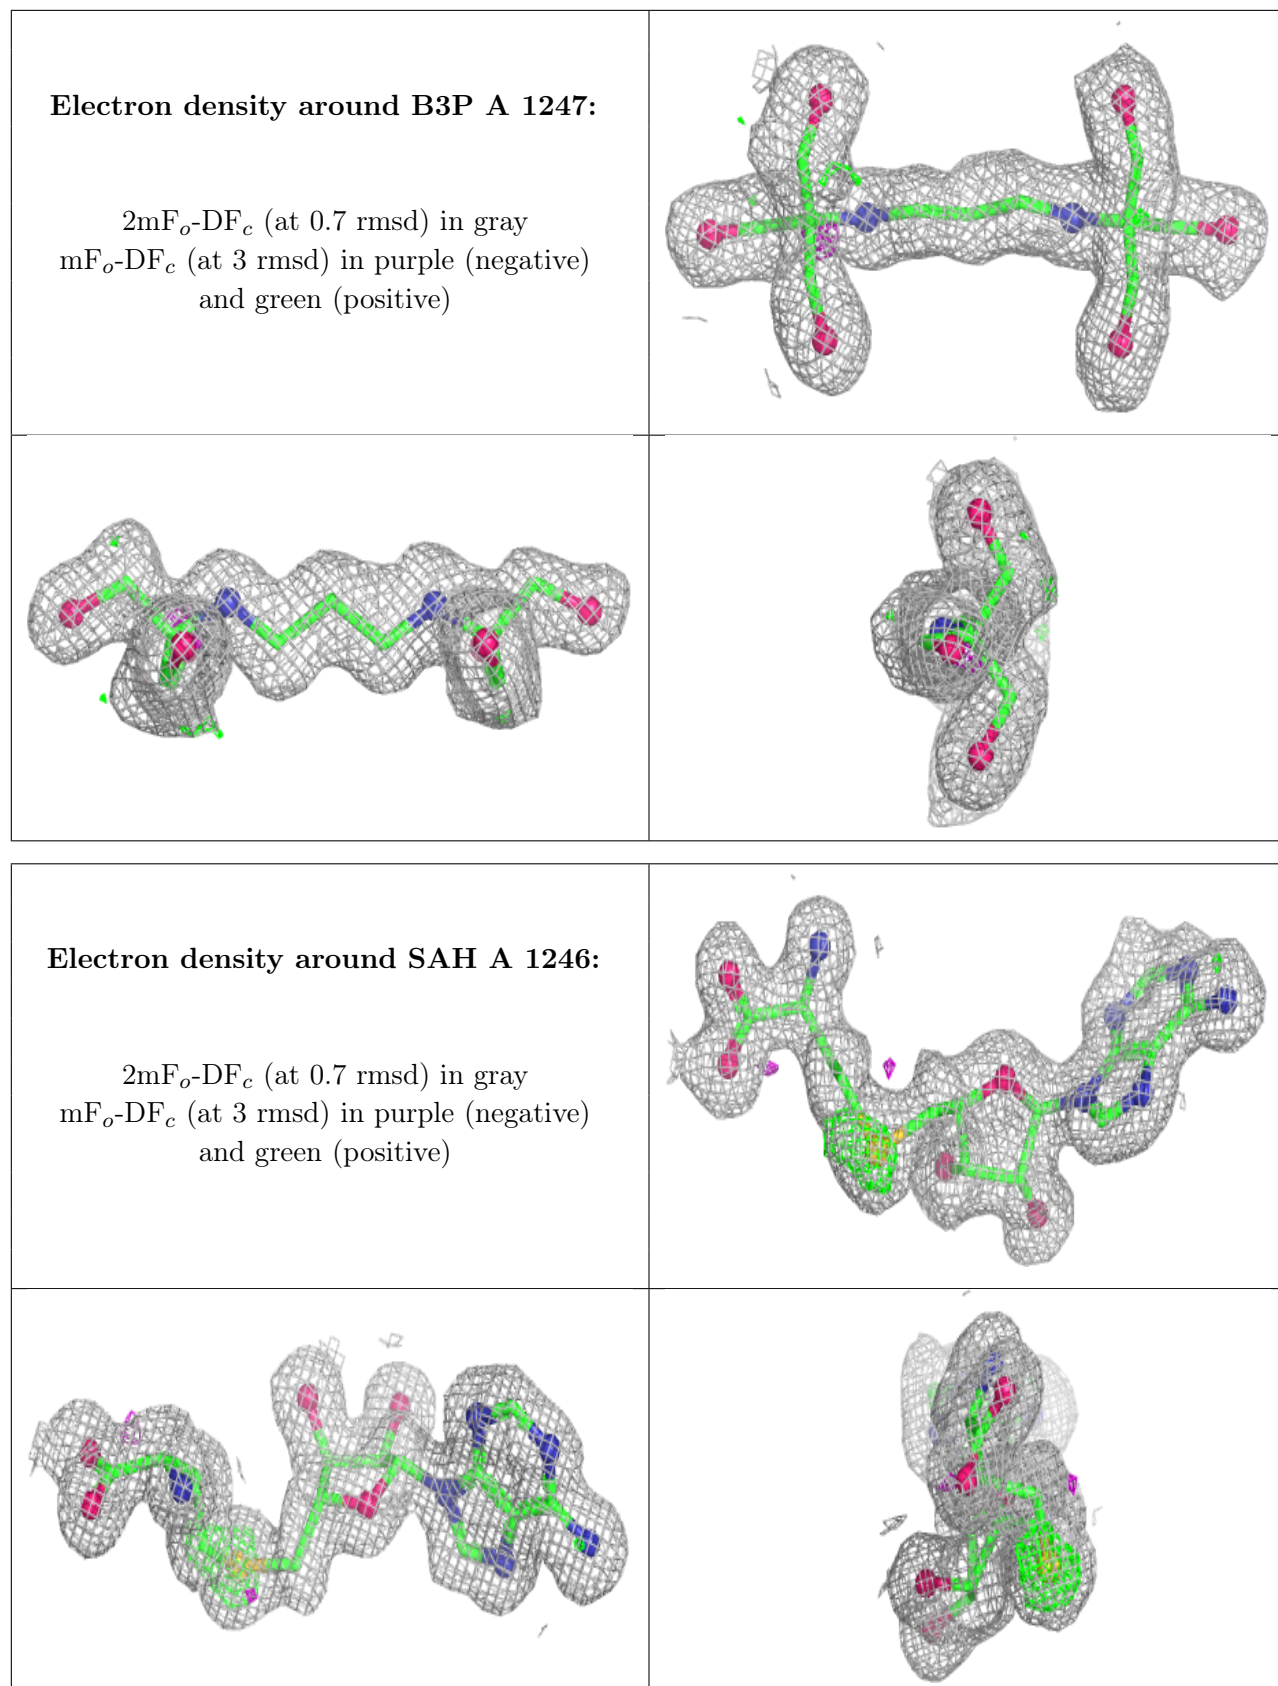 Electron density around B3P A 1247:
2mFo-DFc (at 0.7 rmsd) in gray
mFo-DFc (at 3 rmsd) in purple (negative)
and green (positive)
Electron density around SAH A 1246:
2mFo-DFc (at 0.7 rmsd) in gray
mFo-DFc (at 3 rmsd) in purple (negative)
and green (positive)